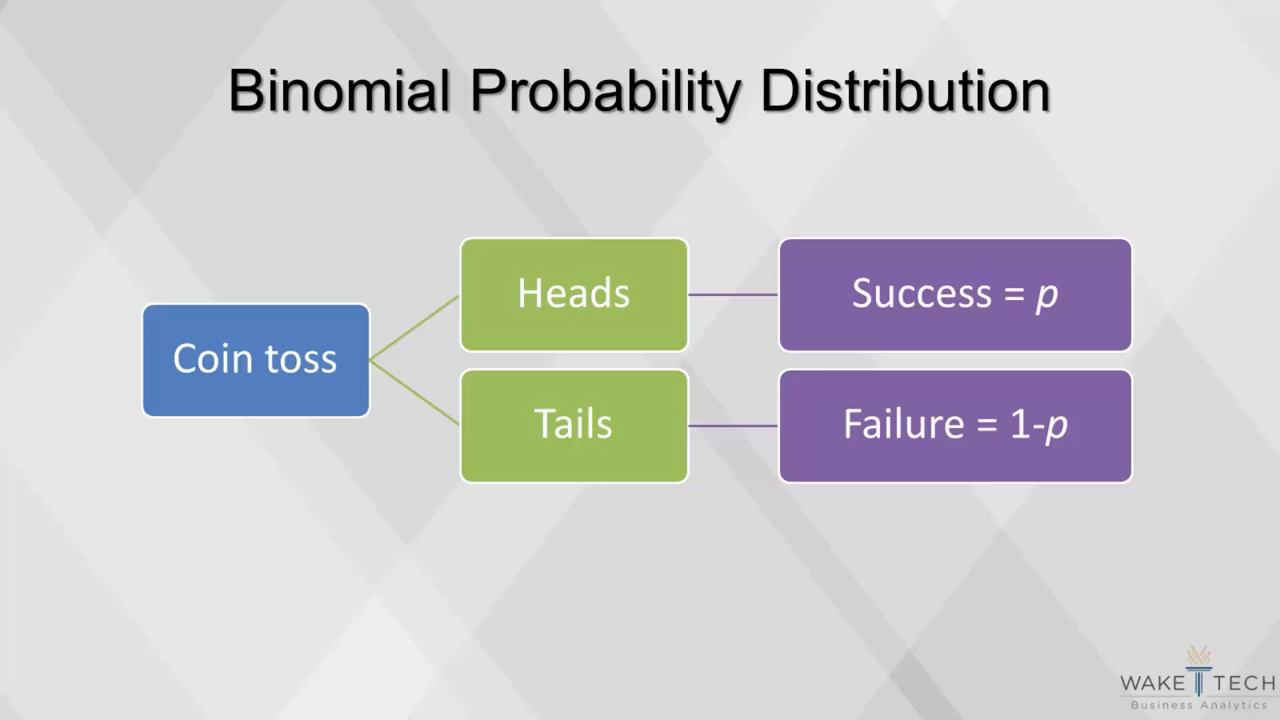 Binomial Probability Distribution
Coin toss
Heads
Success = p
Tails
Failure = 1-p
WAKE TECH
Business Analytics